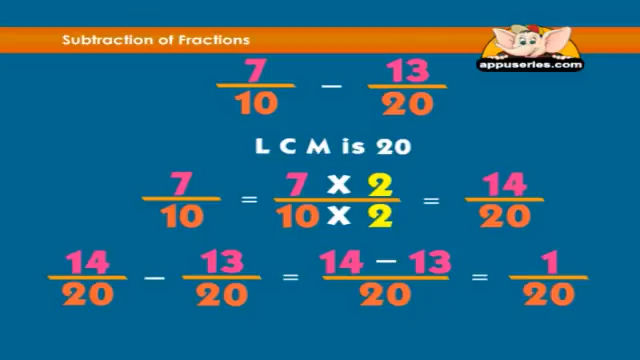 Subtraction of Fractions
appuseries.com
7/10 − 13/20
L C M is 20
7/10 = 7 x 2/10 x 2 = 14/20
14/20 − 13/20 = 14 − 13/20 = 1/20